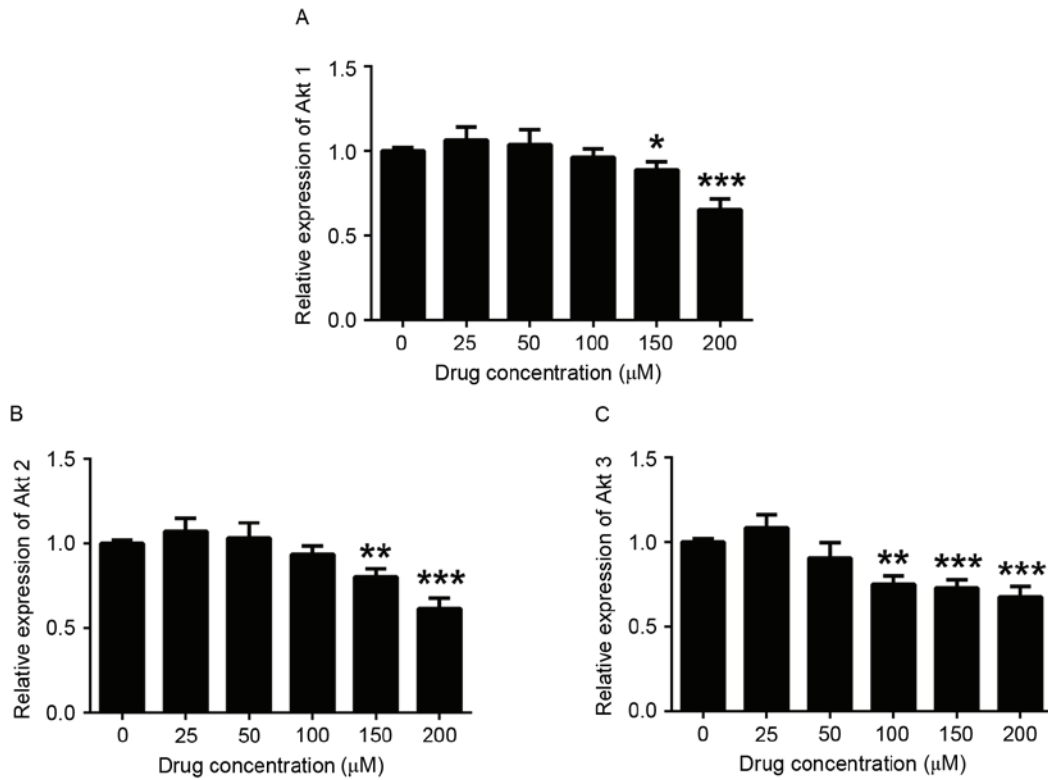 A
Relative expression of Akt 1
1.5
1.0
0.5
0.0
*
***
0 25 50 100 150 200
Drug concentration (μM)
B
Relative expression of Akt 2
1.5
1.0
0.5
0.0
**
***
0 25 50 100 150 200
Drug concentration (μM)
C
Relative expression of Akt 3
1.5
1.0
0.5
0.0
** *** ***
0 25 50 100 150 200
Drug concentration (μM)